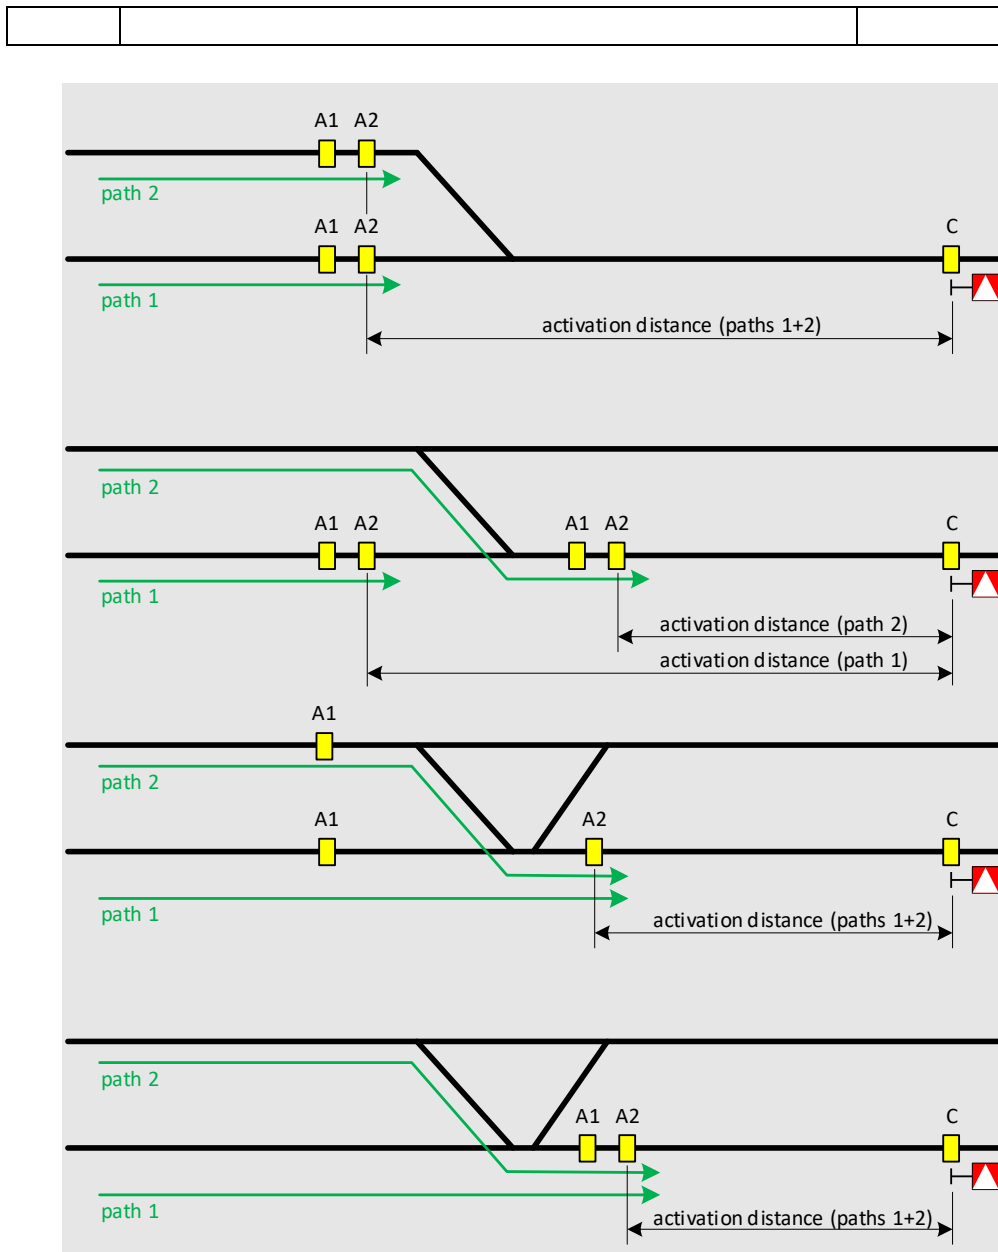 A1 A2
path 2
A1 A2 C
path 1
activation distance (paths 1+2)
path 2
A1 A2 A1 A2 C
path 1
activation distance (path 2)
activation distance (path 1)
A1
path 2
A1 A2 C
path 1
activation distance (paths 1+2)
path 2
A1 A2 C
path 1
activation distance (paths 1+2)